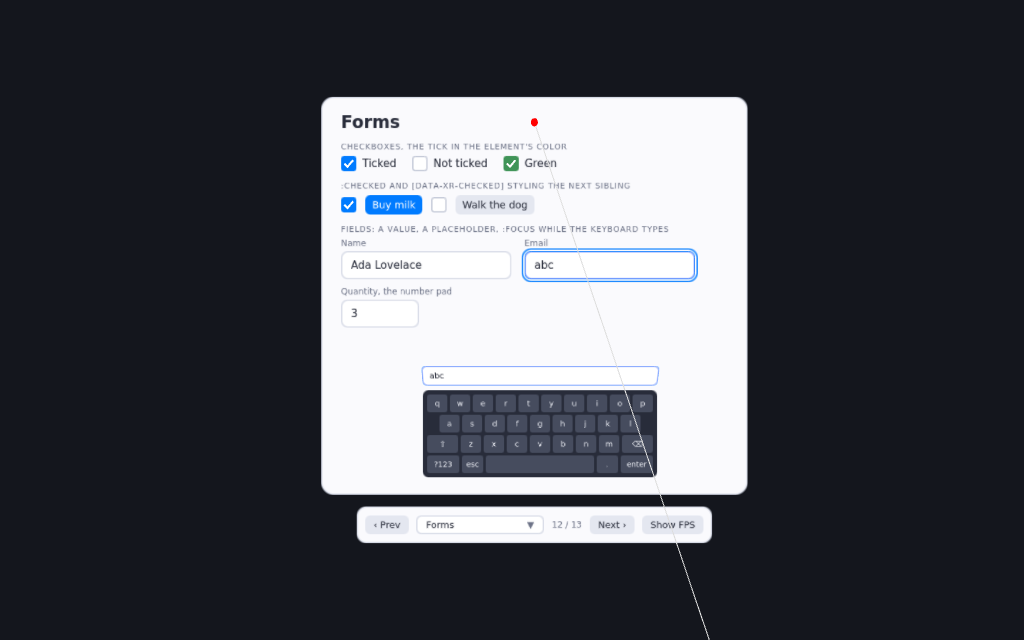 Forms
CHECKBOXES. THE TICK IN THE ELEMENT'S COLOR
Ticked Not ticked Green
:CHECKED AND [DATA-XR-CHECKED] STYLING THE NEXT SIBLING
Buy milk Walk the dog
FIELDS: A VALUE, A PLACEHOLDER, :FOCUS WHILE THE KEYBOARD TYPES
Name Email
Ada Lovelace abc
Quantity, the number pad
3
abc
q w e r t y u i o p
a s d f g h j k l
⇧ z x c v b n m ⌫
?123 esc . enter
‹ Prev Forms ▼ 12 / 13 Next › Show FPS